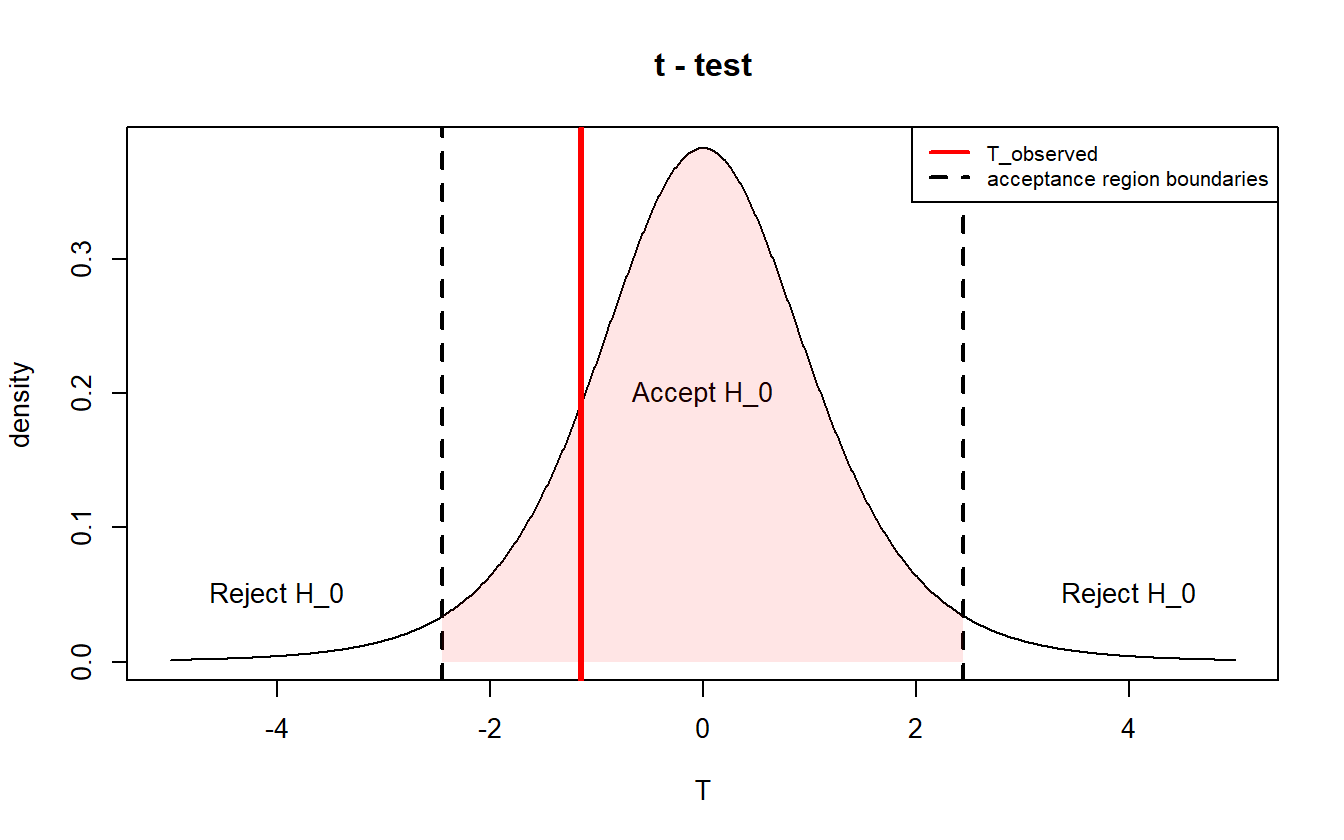 t - test
T_observed
acceptance region boundaries
density
0.3
0.2
0.1
0.0
Accept H_0
Reject H_0
Reject H_0
-4
-2
0
2
4
T